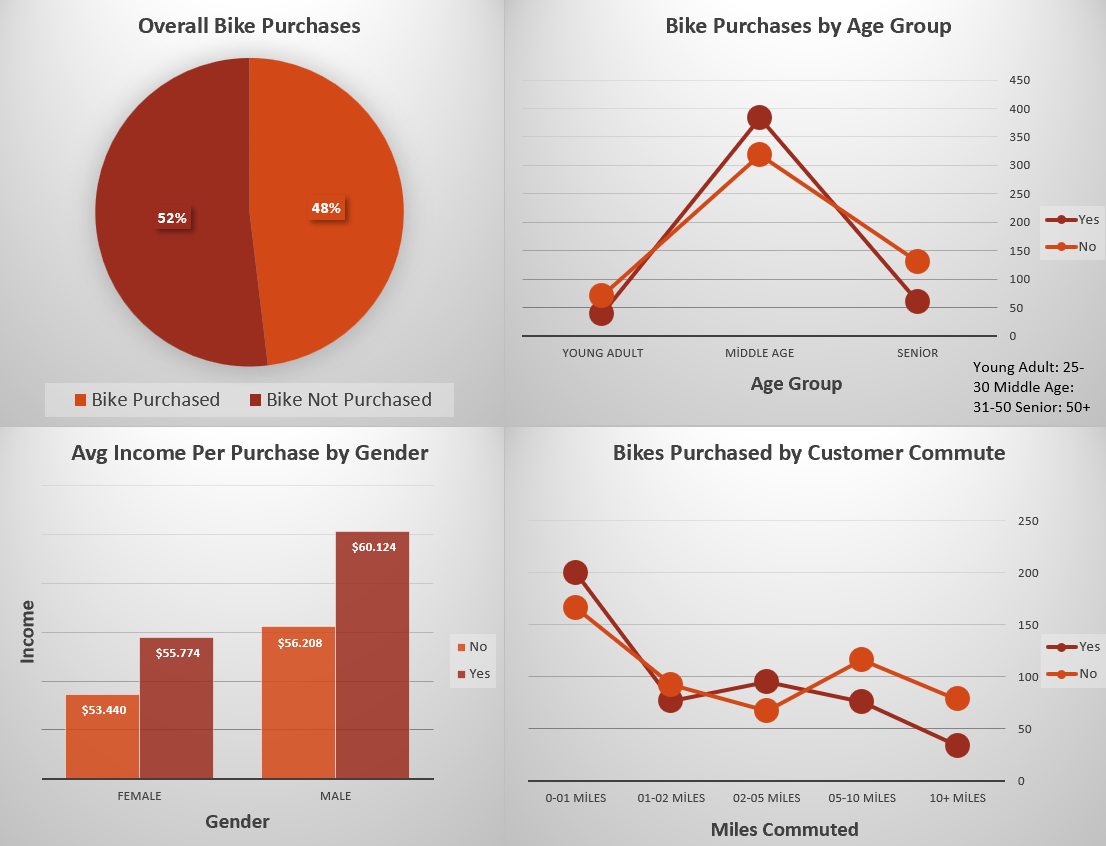 Overall Bike Purchases
52%
48%
Bike Purchased
Bike Not Purchased
Bike Purchases by Age Group
450
400
350
300
250
200
150
100
50
0
Yes
No
YOUNG ADULT
MİDDLE AGE
SENİOR
Age Group
Young Adult: 25-
30 Middle Age:
31-50 Senior: 50+
Avg Income Per Purchase by Gender
Income
$53.440
$55.774
$56.208
$60.124
No
Yes
FEMALE
MALE
Gender
Bikes Purchased by Customer Commute
250
200
150
100
50
0
Yes
No
0-01 MİLES
01-02 MİLES
02-05 MİLES
05-10 MİLES
10+ MİLES
Miles Commuted